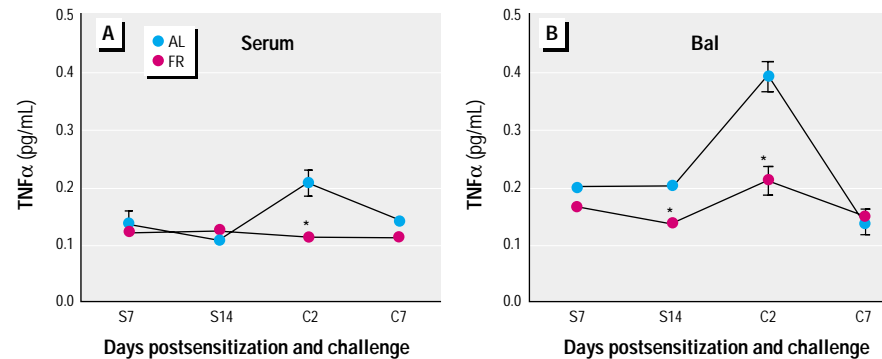 A
Serum
AL
FR
TNFα (pg/mL)
0.5
0.4
0.3
0.2
0.1
0.0
*
S7 S14 C2 C7
Days postsensitization and challenge
B
Bal
TNFα (pg/mL)
0.5
0.4
0.3
0.2
0.1
0.0
*
*
S7 S14 C2 C7
Days postsensitization and challenge